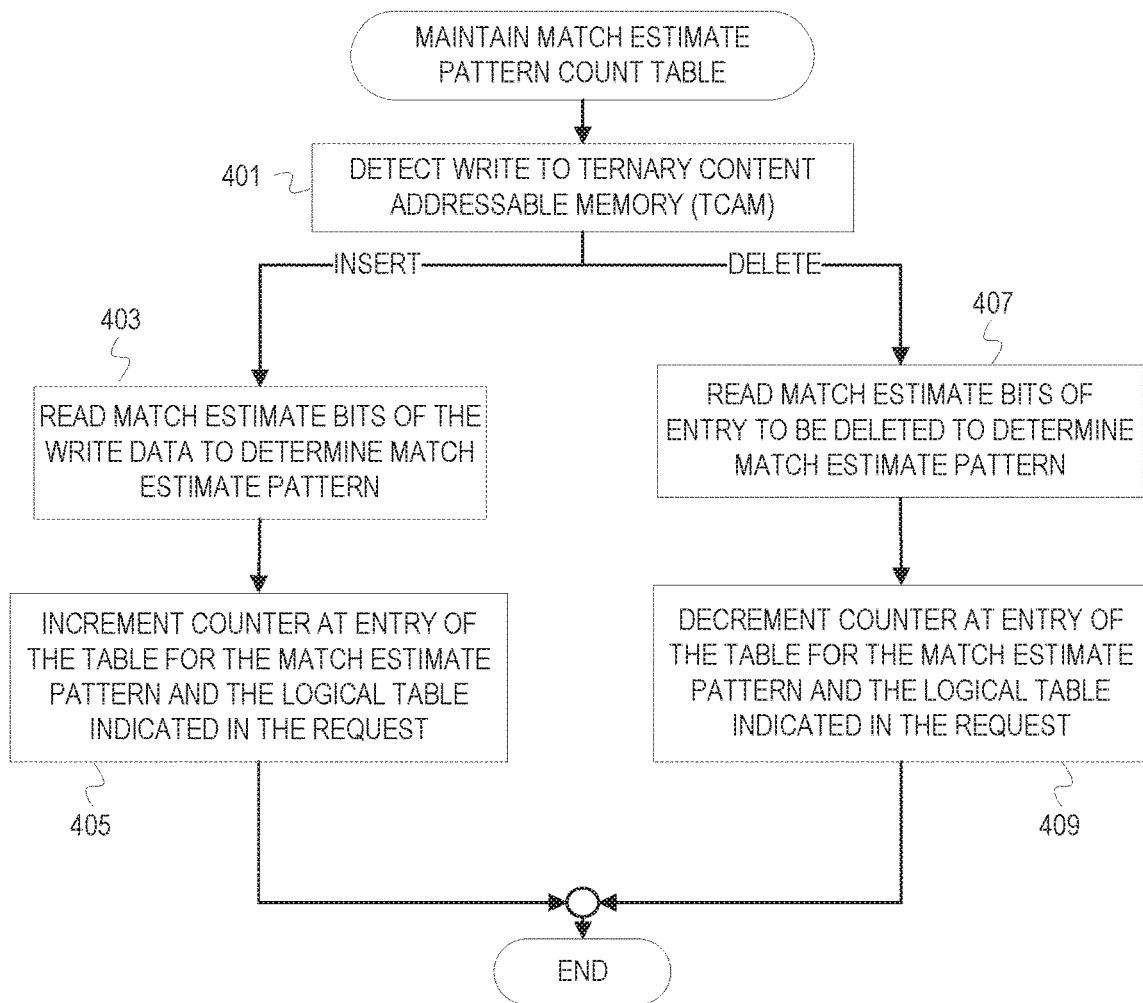 MAINTAIN MATCH ESTIMATE
PATTERN COUNT TABLE
401
DETECT WRITE TO TERNARY CONTENT
ADDRESSABLE MEMORY (TCAM)
INSERT
DELETE
403
READ MATCH ESTIMATE BITS OF THE
WRITE DATA TO DETERMINE MATCH
ESTIMATE PATTERN
407
READ MATCH ESTIMATE BITS OF
ENTRY TO BE DELETED TO DETERMINE
MATCH ESTIMATE PATTERN
INCREMENT COUNTER AT ENTRY OF
THE TABLE FOR THE MATCH ESTIMATE
PATTERN AND THE LOGICAL TABLE
INDICATED IN THE REQUEST
405
DECREMENT COUNTER AT ENTRY OF
THE TABLE FOR THE MATCH ESTIMATE
PATTERN AND THE LOGICAL TABLE
INDICATED IN THE REQUEST
409
END